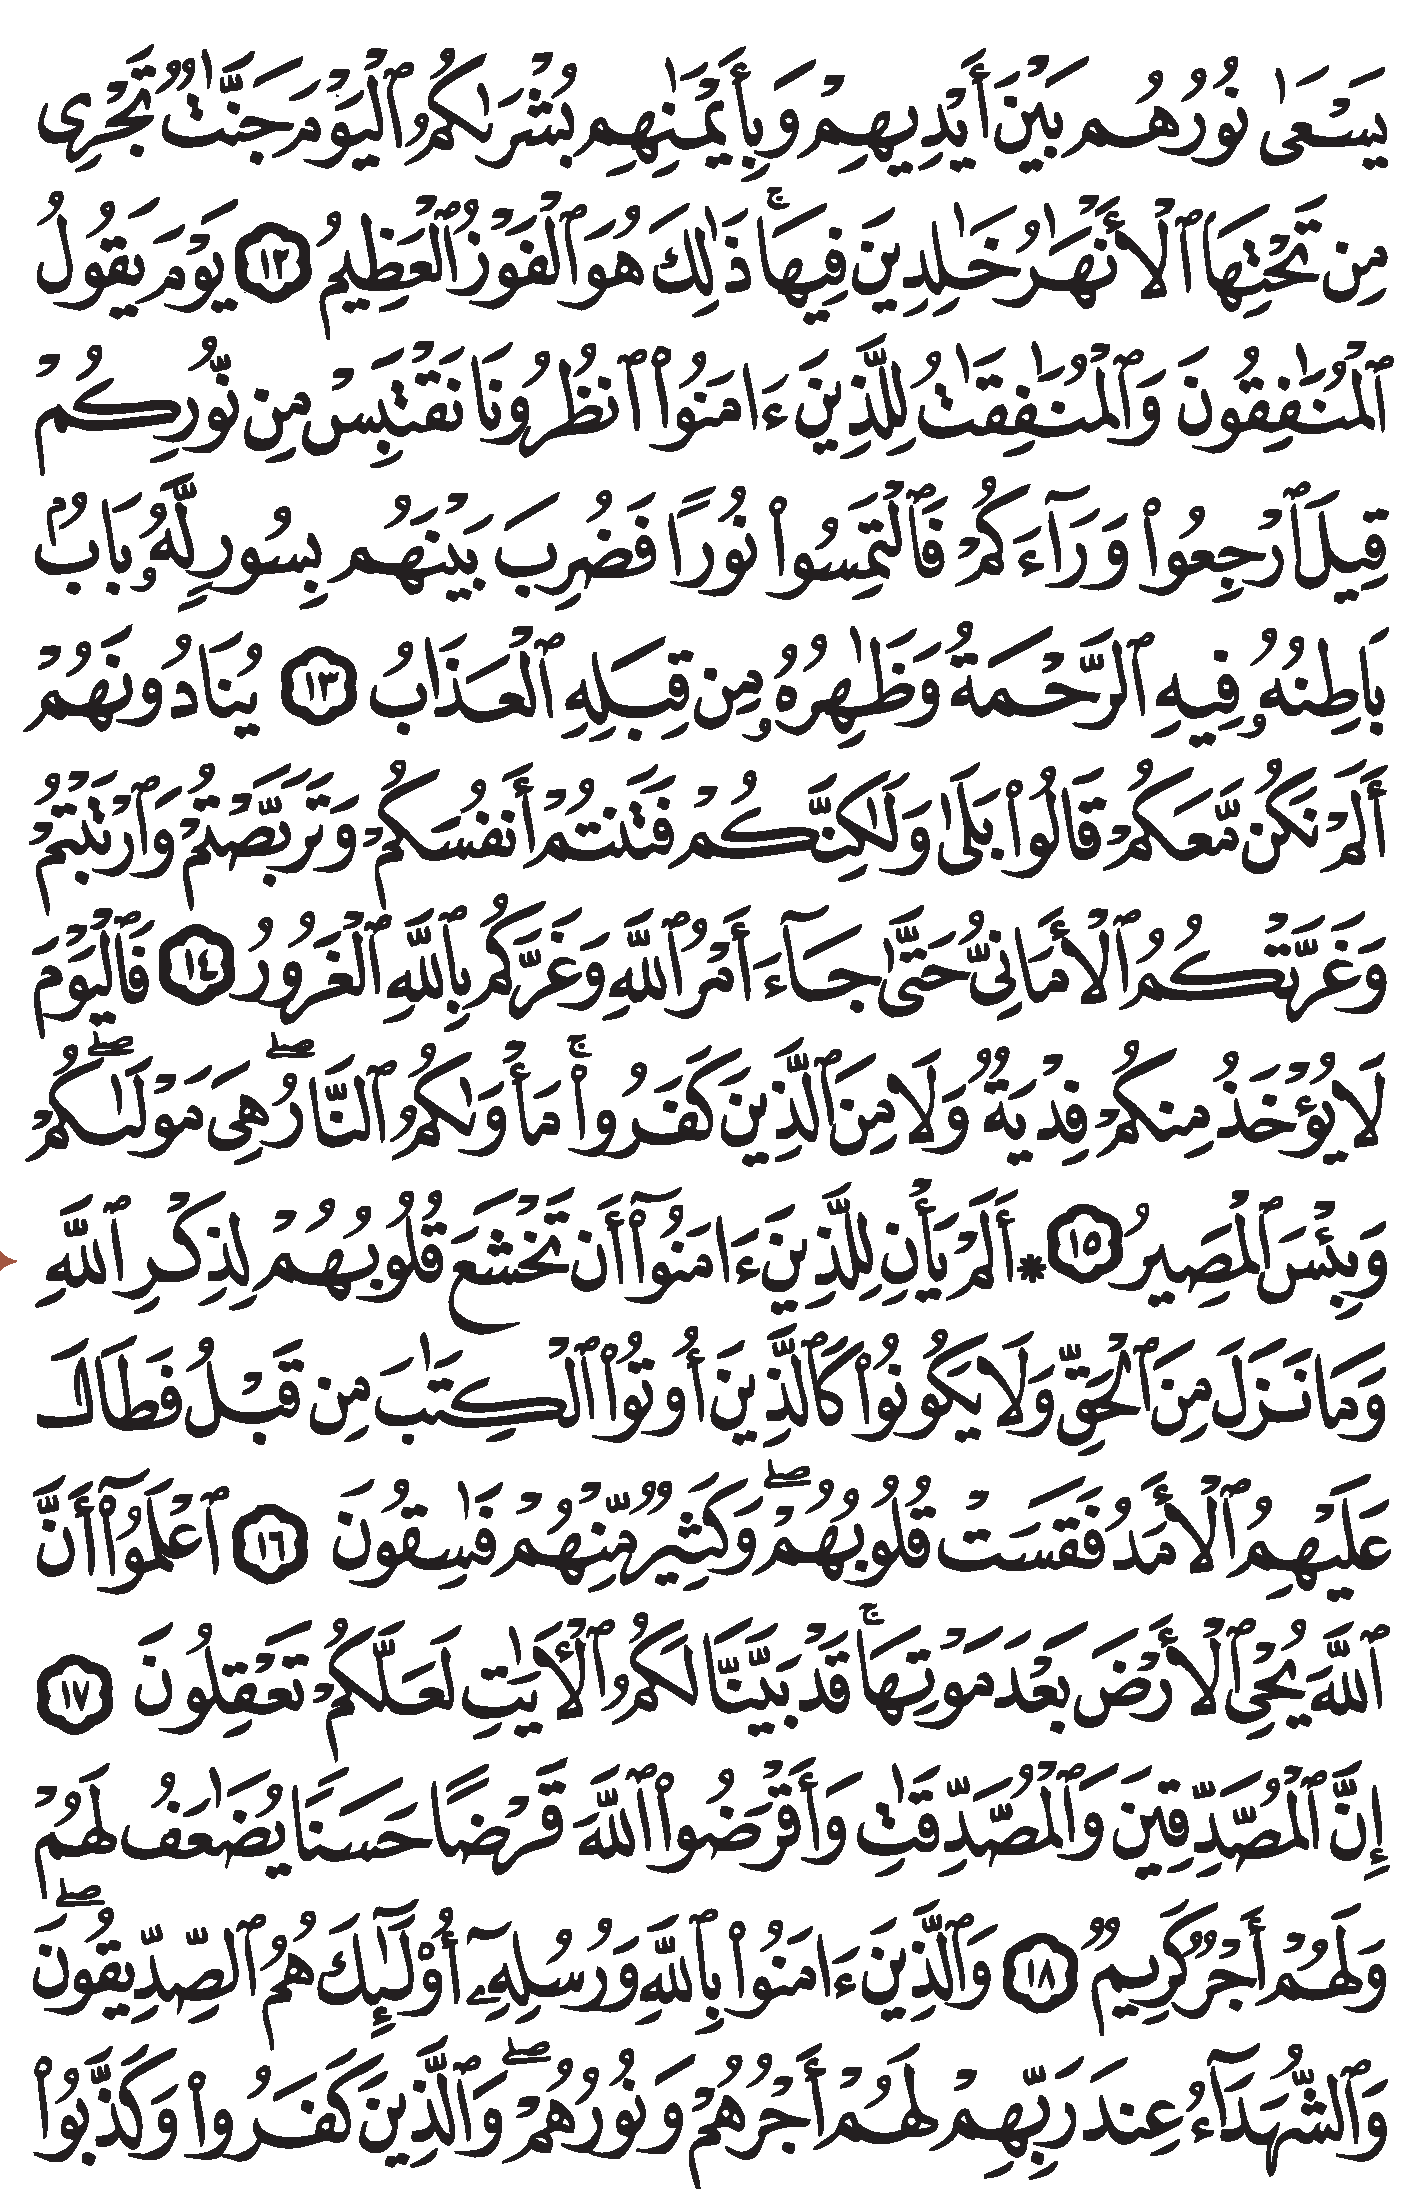 يَسْعَىٰ نُورُهُم بَيْنَ أَيْدِيهِمْ وَبِأَيْمَٰنِهِم بُشْرَىٰكُمُ ٱلْيَوْمَ جَنَّٰتٌ تَجْرِى
مِن تَحْتِهَا ٱلْأَنْهَٰرُ خَٰلِدِينَ فِيهَا ۚ ذَٰلِكَ هُوَ ٱلْفَوْزُ ٱلْعَظِيمُ ١٢ يَوْمَ يَقُولُ
ٱلْمُنَٰفِقُونَ وَٱلْمُنَٰفِقَٰتُ لِلَّذِينَ ءَامَنُوا۟ ٱنظُرُونَا نَقْتَبِسْ مِن نُّورِكُمْ
قِيلَ ٱرْجِعُوا۟ وَرَآءَكُمْ فَٱلْتَمِسُوا۟ نُورًا فَضُرِبَ بَيْنَهُم بِسُورٍ لَّهُۥ بَابٌۢ
بَاطِنُهُۥ فِيهِ ٱلرَّحْمَةُ وَظَٰهِرُهُۥ مِن قِبَلِهِ ٱلْعَذَابُ ١٣ يُنَادُونَهُمْ
أَلَمْ نَكُن مَّعَكُمْ قَالُوا۟ بَلَىٰ وَلَٰكِنَّكُمْ فَتَنتُمْ أَنفُسَكُمْ وَتَرَبَّصْتُمْ وَٱرْتَبْتُمْ
وَغَرَّتْكُمُ ٱلْأَمَانِىُّ حَتَّىٰ جَآءَ أَمْرُ ٱللَّهِ وَغَرَّكُم بِٱللَّهِ ٱلْغَرُورُ ١٤ فَٱلْيَوْمَ
لَا يُؤْخَذُ مِنكُمْ فِدْيَةٌ وَلَا مِنَ ٱلَّذِينَ كَفَرُوا۟ ۚ مَأْوَىٰكُمُ ٱلنَّارُ ۖ هِىَ مَوْلَىٰكُمْ ۖ
وَبِئْسَ ٱلْمَصِيرُ ١٥ ۞ أَلَمْ يَأْنِ لِلَّذِينَ ءَامَنُوٓا۟ أَن تَخْشَعَ قُلُوبُهُمْ لِذِكْرِ ٱللَّهِ
وَمَا نَزَلَ مِنَ ٱلْحَقِّ وَلَا يَكُونُوا۟ كَٱلَّذِينَ أُوتُوا۟ ٱلْكِتَٰبَ مِن قَبْلُ فَطَالَ
عَلَيْهِمُ ٱلْأَمَدُ فَقَسَتْ قُلُوبُهُمْ ۖ وَكَثِيرٌ مِّنْهُمْ فَٰسِقُونَ ١٦ ٱعْلَمُوٓا۟ أَنَّ
ٱللَّهَ يُحْىِ ٱلْأَرْضَ بَعْدَ مَوْتِهَا ۚ قَدْ بَيَّنَّا لَكُمُ ٱلْءَايَٰتِ لَعَلَّكُمْ تَعْقِلُونَ ١٧
إِنَّ ٱلْمُصَّدِّقِينَ وَٱلْمُصَّدِّقَٰتِ وَأَقْرَضُوا۟ ٱللَّهَ قَرْضًا حَسَنًا يُضَٰعَفُ لَهُمْ
وَلَهُمْ أَجْرٌ كَرِيمٌ ١٨ وَٱلَّذِينَ ءَامَنُوا۟ بِٱللَّهِ وَرُسُلِهِۦٓ أُو۟لَٰٓئِكَ هُمُ ٱلصِّدِّيقُونَ ۖ
وَٱلشُّهَدَآءُ عِندَ رَبِّهِمْ لَهُمْ أَجْرُهُمْ وَنُورُهُمْ ۖ وَٱلَّذِينَ كَفَرُوا۟ وَكَذَّبُوا۟